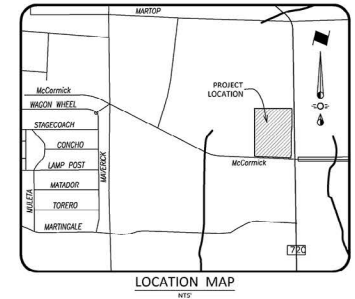 MARTOP
PROJECT
LOCATION
McCormick
WAGON WHEEL
STAGECOACH
CONCHO
LAMP POST
MATADOR
TORERO
MARTINGALE
MULETA
MAVERICK
McCormick
LOCATION MAP
NTS'